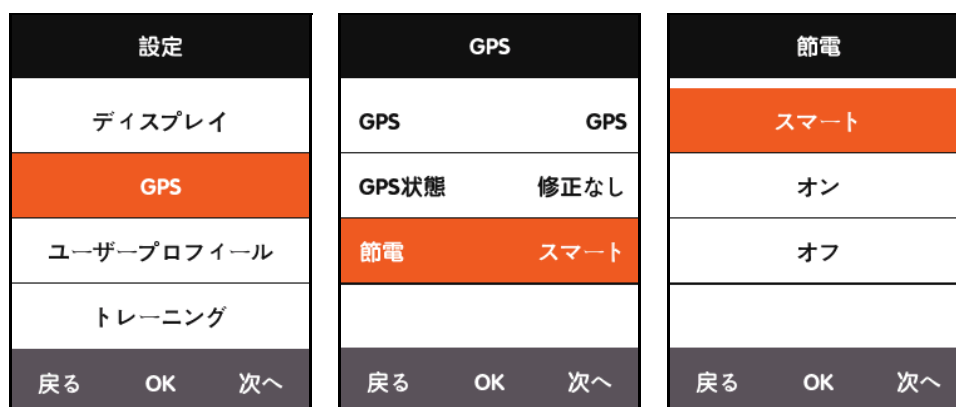 設定
ディスプレイ
GPS
ユーザープロフィール
トレーニング
戻る OK 次へ
GPS
GPS GPS
GPS状態 修正なし
節電 スマート
戻る OK 次へ
節電
スマート
オン
オフ
戻る OK 次へ